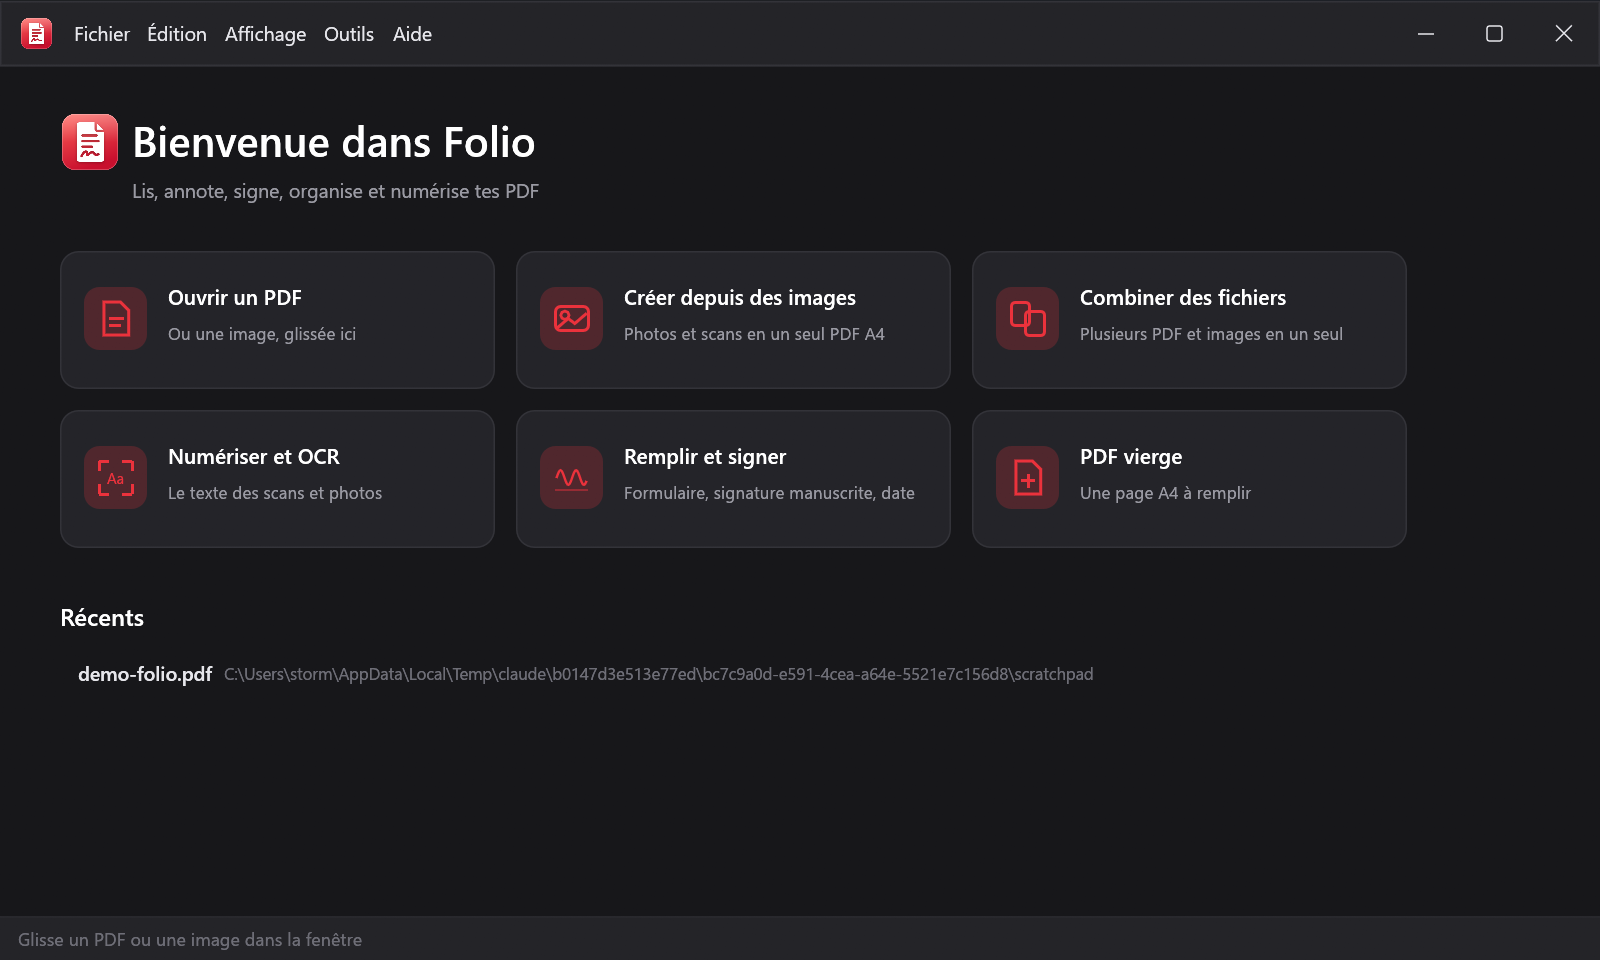 Fichier Édition Affichage Outils Aide
Bienvenue dans Folio
Lis, annote, signe, organise et numérise tes PDF
Ouvrir un PDF
Ou une image, glissée ici
Créer depuis des images
Photos et scans en un seul PDF A4
Combiner des fichiers
Plusieurs PDF et images en un seul
Aa
Numériser et OCR
Le texte des scans et photos
Remplir et signer
Formulaire, signature manuscrite, date
PDF vierge
Une page A4 à remplir
Récents
demo-folio.pdf C:\Users\storm\AppData\Local\Temp\claude\b0147d3e513e77ed\bc7c9a0d-e591-4cea-a64e-5521e7c156d8\scratchpad
Glisse un PDF ou une image dans la fenêtre